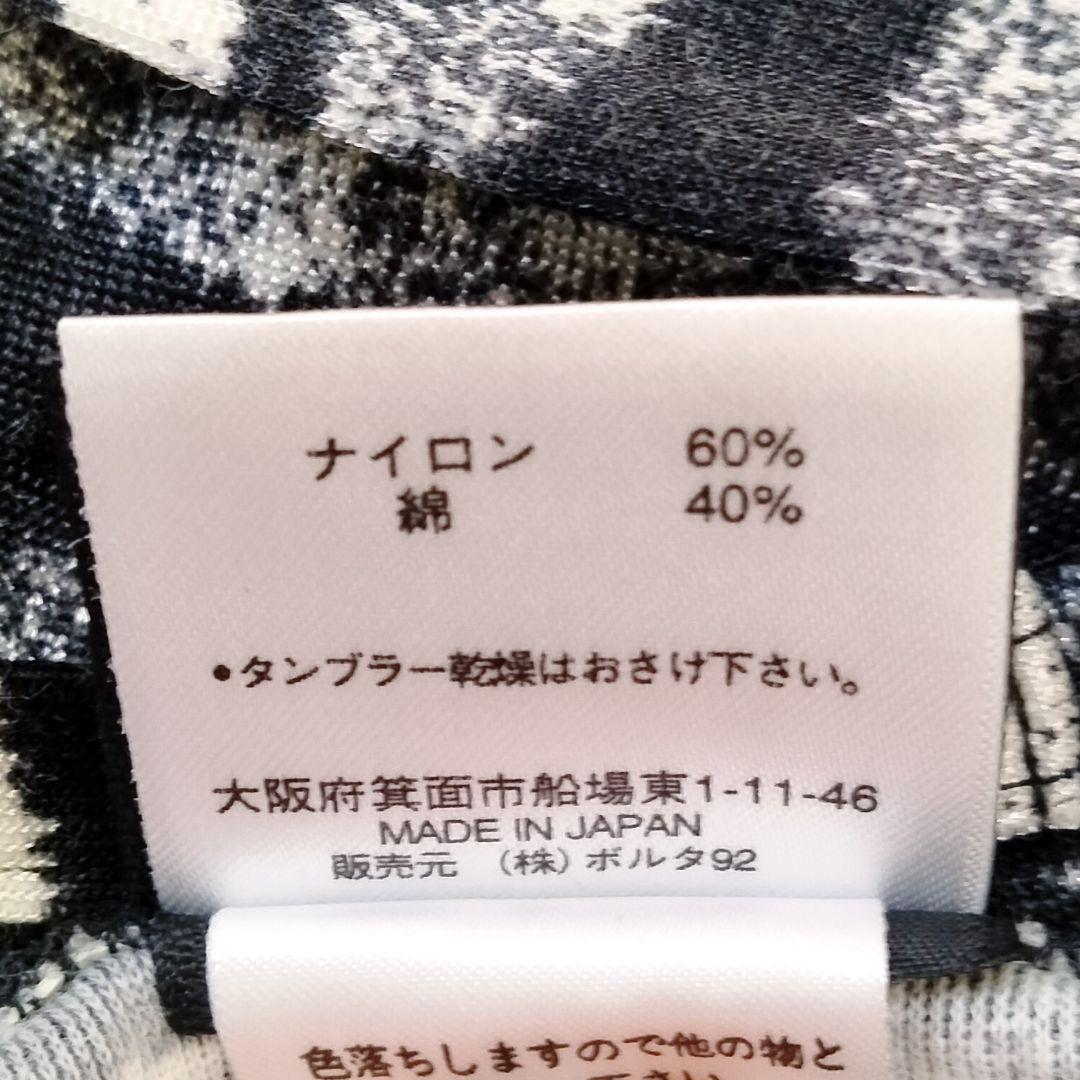 ナイロン 60%
綿 40%
•タンブラー乾燥はおさけ下さい。
大阪府箕面市船場東1-11-46
MADE IN JAPAN
販売元 (株)ボルタ92
色落ちしますので他の物と